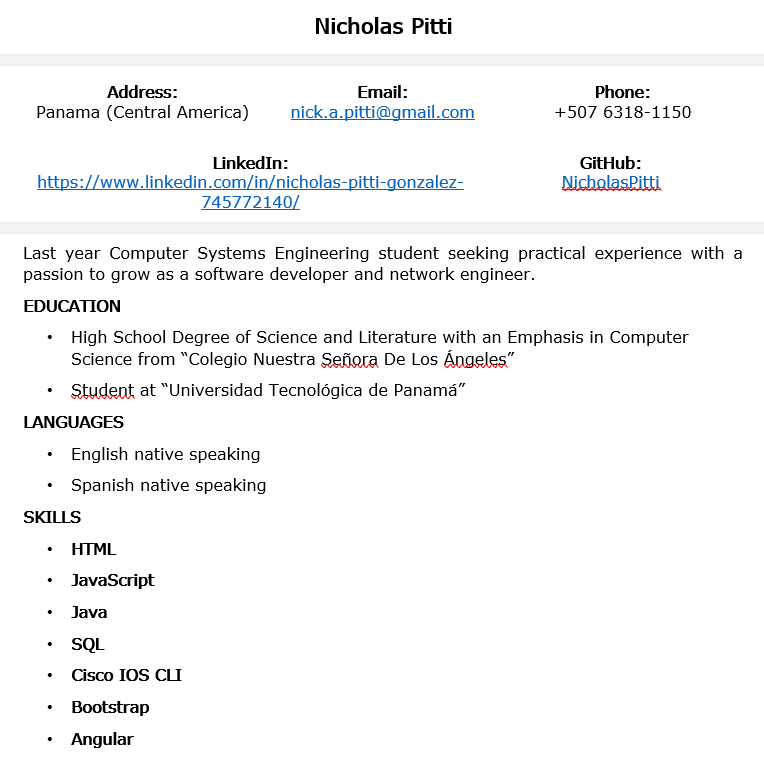 Nicholas Pitti
Address:
Panama (Central America)
Email:
nick.a.pitti@gmail.com
Phone:
+507 6318-1150
LinkedIn:
https://www.linkedin.com/in/nicholas-pitti-gonzalez-
745772140/
GitHub:
NicholasPitti
Last year Computer Systems Engineering student seeking practical experience with a
passion to grow as a software developer and network engineer.
EDUCATION
• High School Degree of Science and Literature with an Emphasis in Computer
Science from “Colegio Nuestra Señora De Los Ángeles”
• Student at “Universidad Tecnológica de Panamá”
LANGUAGES
• English native speaking
• Spanish native speaking
SKILLS
• HTML
• JavaScript
• Java
• SQL
• Cisco IOS CLI
• Bootstrap
• Angular